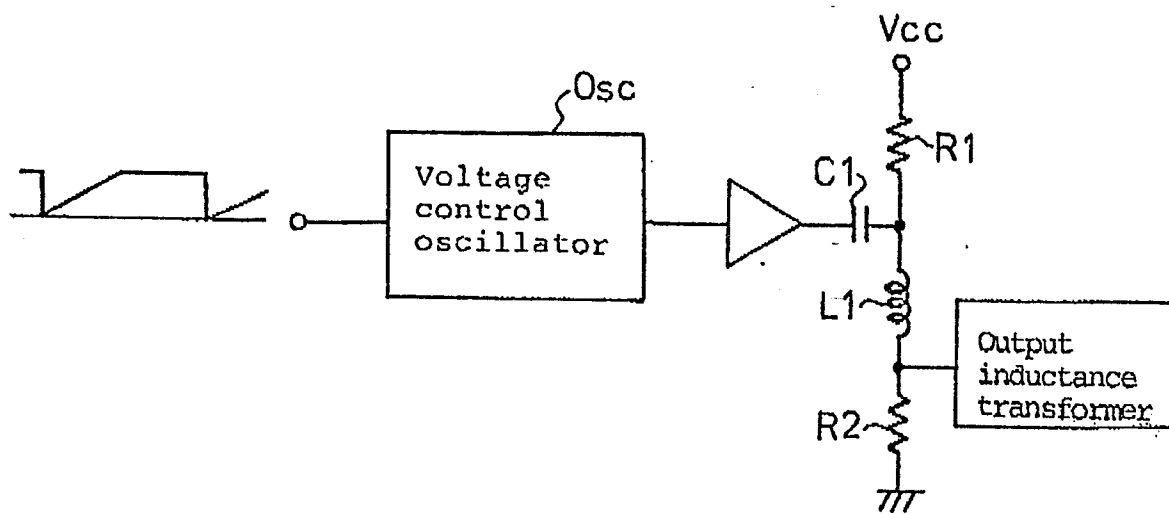 Vcc
Osc
R1
C1
Voltage
control
oscillator
L1
Output
inductance
transformer
R2